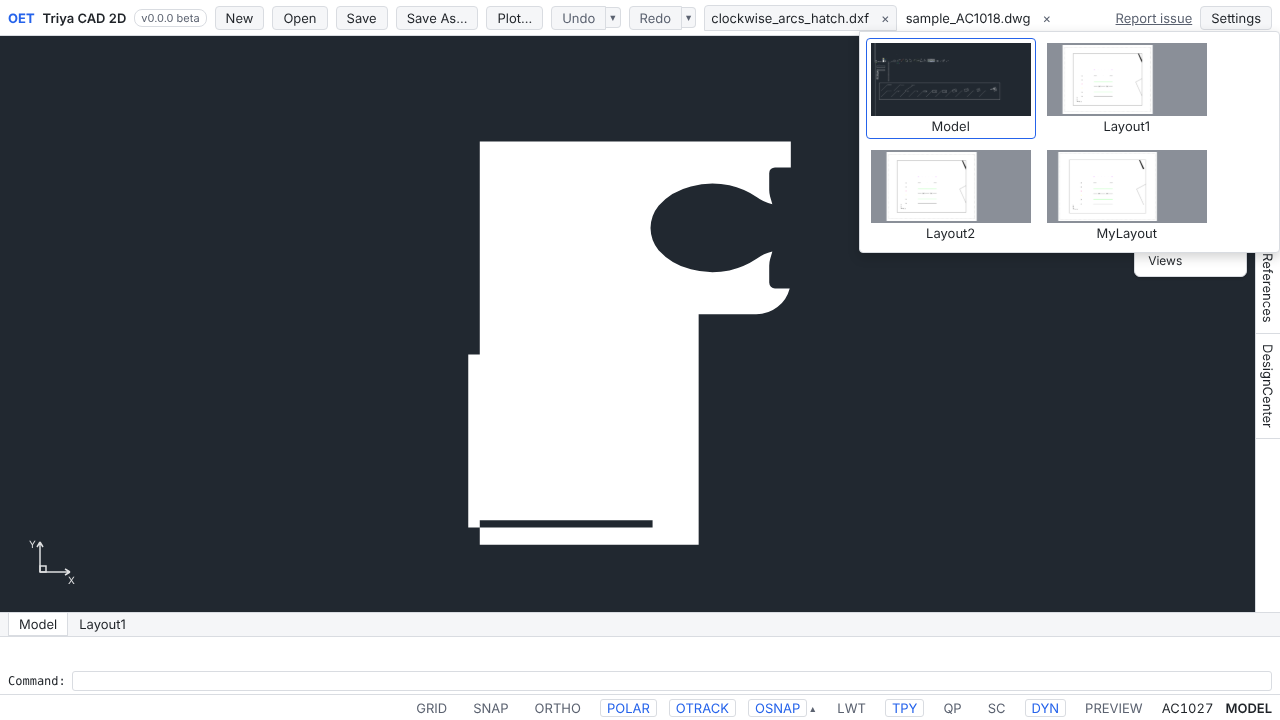 OET Triya CAD 2D v0.0.0 beta New Open Save Save As... Plot... Undo ▾ Redo ▾ clockwise_arcs_hatch.dxf × sample_AC1018.dwg × Report issue Settings
Model Layout1
Layout2 MyLayout
Views
References
DesignCenter
Y
X
Model Layout1
Command:
GRID SNAP ORTHO POLAR OTRACK OSNAP ▴ LWT TPY QP SC DYN PREVIEW AC1027 MODEL